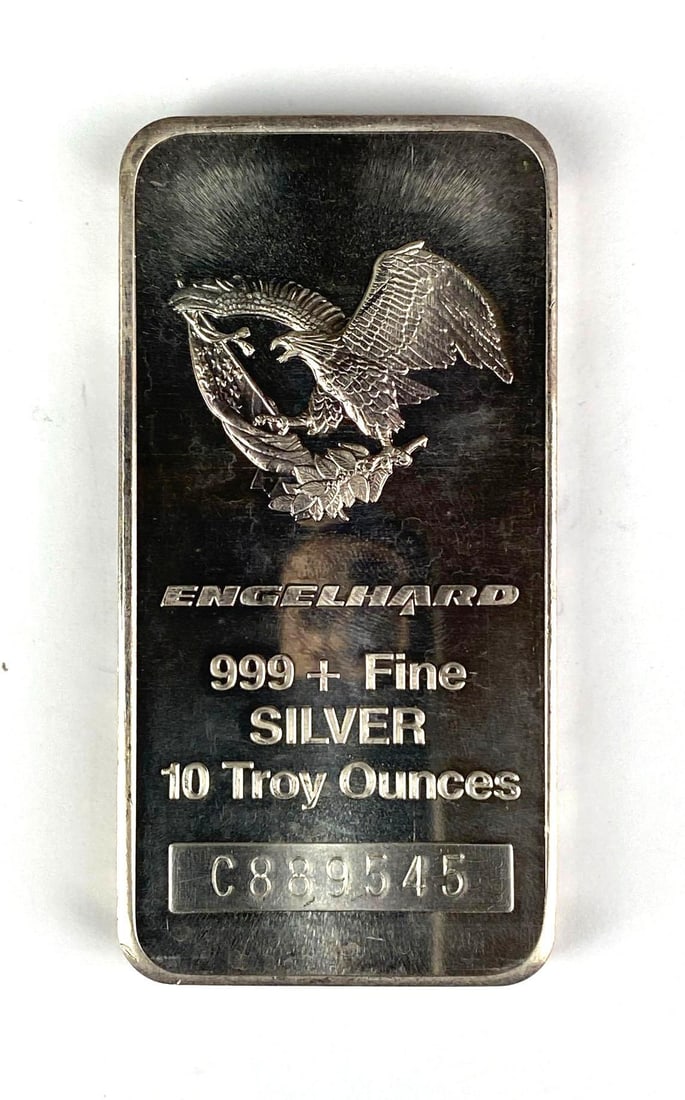 ENGELHARD
999+ Fine
SILVER
10 Troy Ounces
C889545